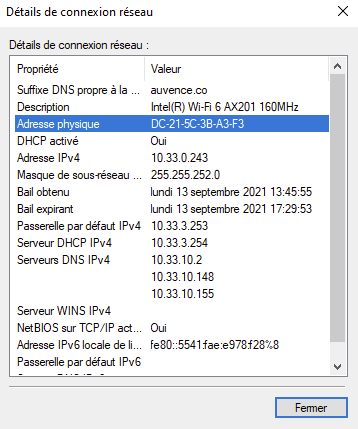 Détails de connexion réseau
Détails de connexion réseau :
Propriété Valeur
Suffixe DNS propre à la ... auvence.co
Description Intel(R) Wi-Fi 6 AX201 160MHz
Adresse physique DC-21-5C-3B-A3-F3
DHCP activé Oui
Adresse IPv4 10.33.0.243
Masque de sous-réseau ... 255.255.252.0
Bail obtenu lundi 13 septembre 2021 13:45:55
Bail expirant lundi 13 septembre 2021 17:29:53
Passerelle par défaut IPv4 10.33.3.253
Serveur DHCP IPv4 10.33.3.254
Serveurs DNS IPv4 10.33.10.2
10.33.10.148
10.33.10.155
Serveur WINS IPv4
NetBIOS sur TCP/IP act... Oui
Adresse IPv6 locale de li... fe80::5541:fae:e978:f28%8
Passerelle par défaut IPv6
Fermer